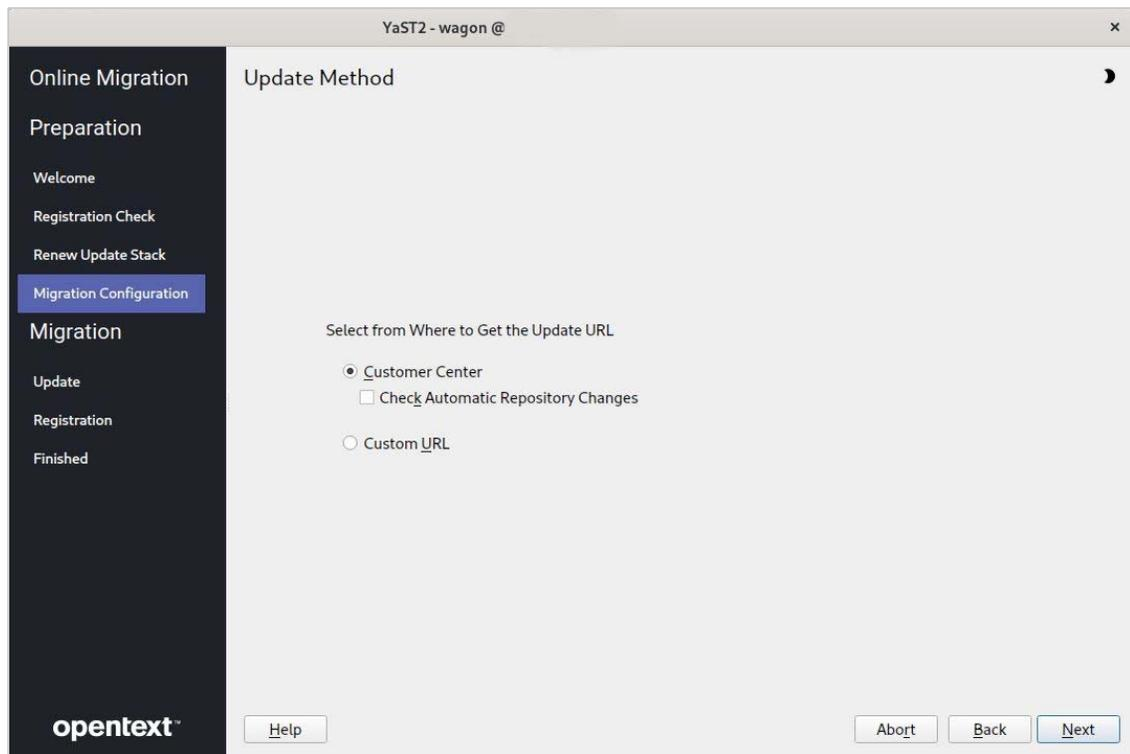 YaST2 - wagon @
×
Online Migration
Update Method
Preparation
Welcome
Registration Check
Renew Update Stack
Migration Configuration
Migration
Update
Registration
Finished
Select from Where to Get the Update URL
Customer Center
Check Automatic Repository Changes
Custom URL
opentext™
Help
Abort
Back
Next